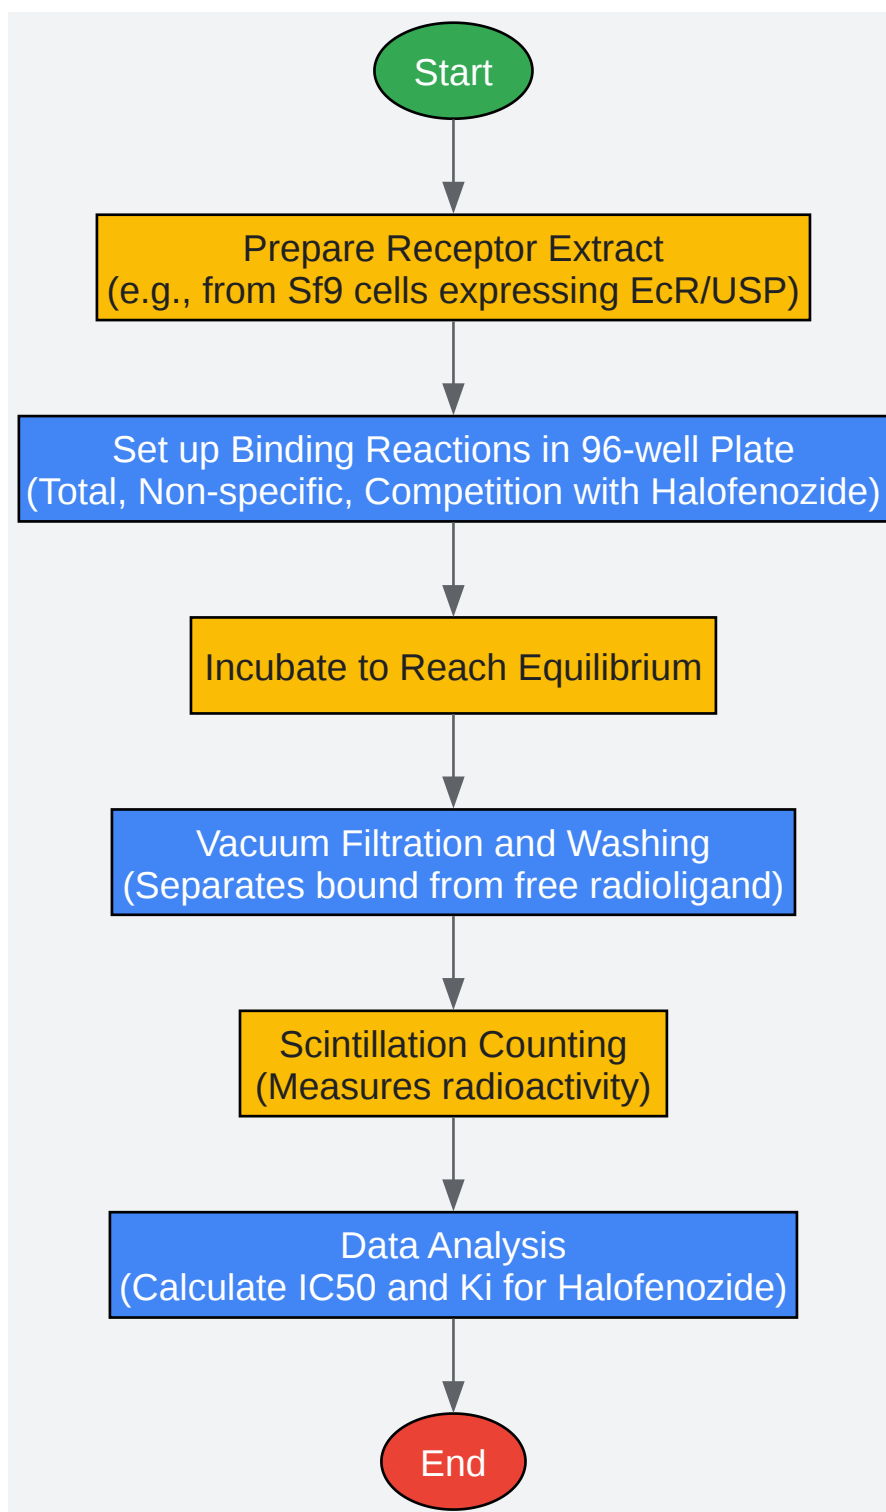 Start
Prepare Receptor Extract
(e.g., from Sf9 cells expressing EcR/USP)
Set up Binding Reactions in 96-well Plate
(Total, Non-specific, Competition with Halofenozide)
Incubate to Reach Equilibrium
Vacuum Filtration and Washing
(Separates bound from free radioligand)
Scintillation Counting
(Measures radioactivity)
Data Analysis
(Calculate IC50 and Ki for Halofenozide)
End